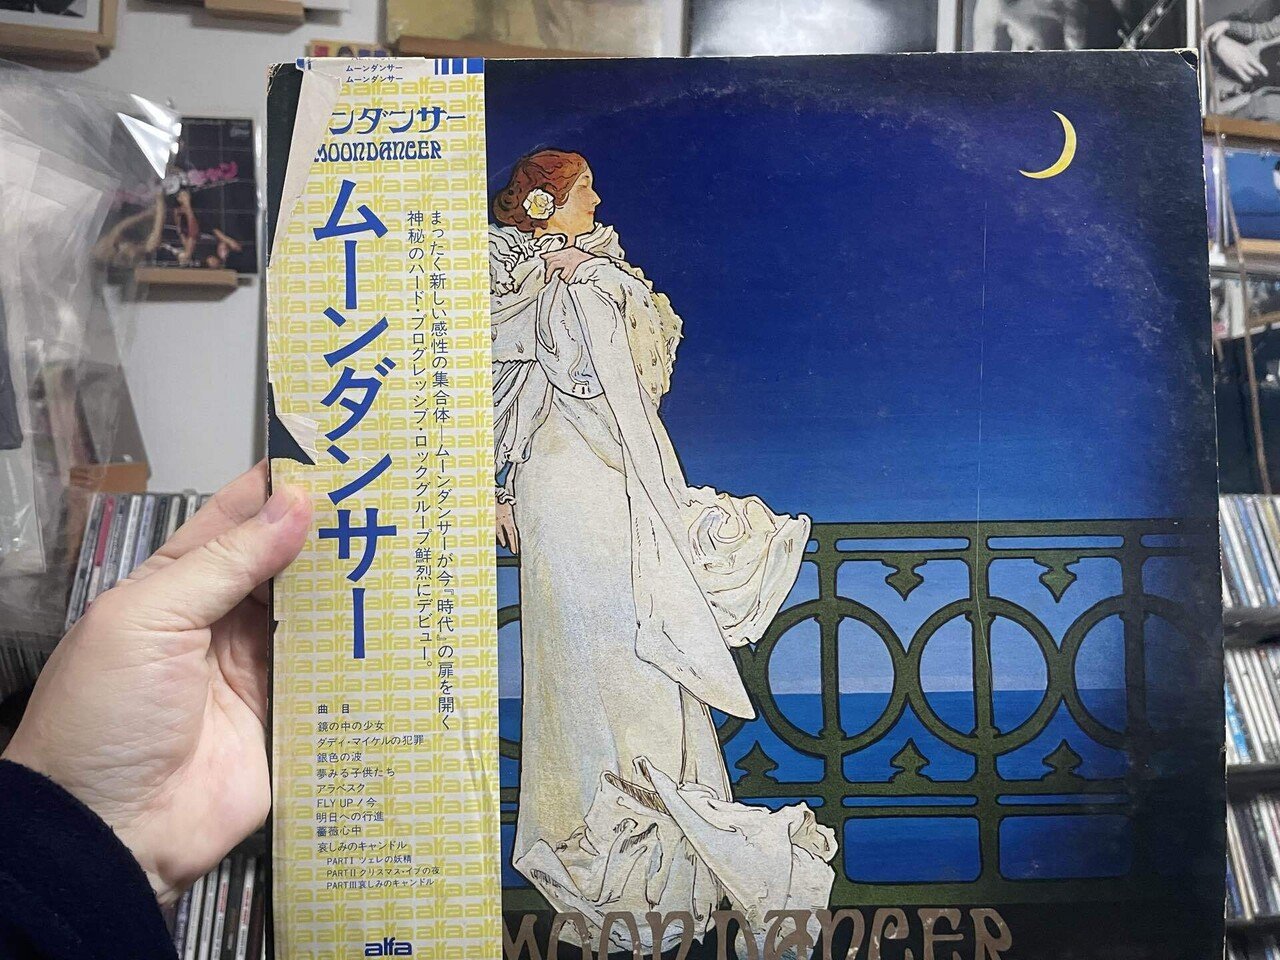 ムーンダンサー
ムーンダンサー
ンダンサー
MOONDANCER
ムーンダンサー
まったく新しい感性の集合体―ムーンダンサーが今『時代』の扉を開く
神秘のハード・プログレッシブ・ロックグループ鮮烈にデビュー。
曲目
鏡の中の少女
ダディ・マイケルの犯罪
銀色の波
夢みる子供たち
アラベスク
FLY UP!今
明日への行進
薔薇心中
哀しみのキャンドル
PART I ツェレの妖精
PART II クリスマス・イブの夜
PART III 哀しみのキャンドル
alfa
MOON DANCER